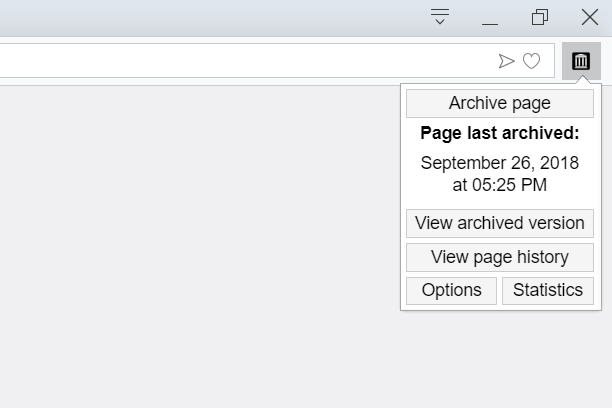 Archive page
Page last archived:
September 26, 2018
at 05:25 PM
View archived version
View page history
Options
Statistics